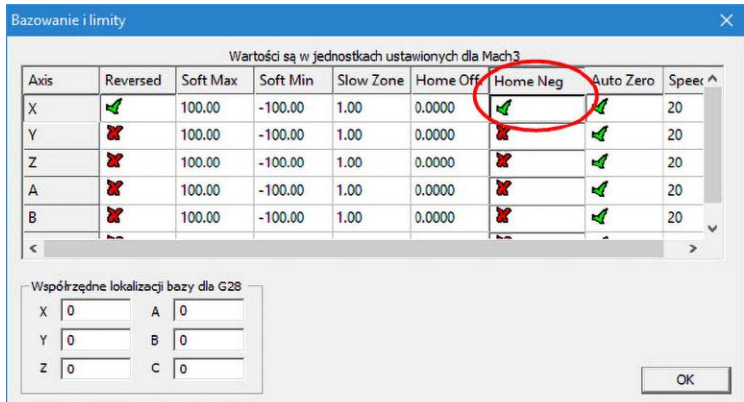 Bazowanie i limity
Wartości są w jednostkach ustawionych dla Mach3
Axis Reversed Soft Max Soft Min Slow Zone Home Off Home Neg Auto Zero Speed
X 100.00 -100.00 1.00 0.0000 20
Y 100.00 -100.00 1.00 0.0000 20
Z 100.00 -100.00 1.00 0.0000 20
A 100.00 -100.00 1.00 0.0000 20
B 100.00 -100.00 1.00 0.0000 20
Współrzędne lokalizacji bazy dla G28
X 0 A 0
Y 0 B 0
Z 0 C 0
OK